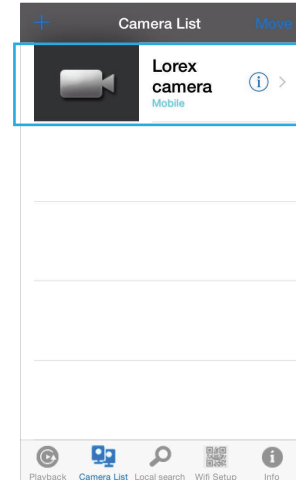 + Camera List Move
Lorex
camera
Mobile
Playback Camera List Local search Wifi Setup Info